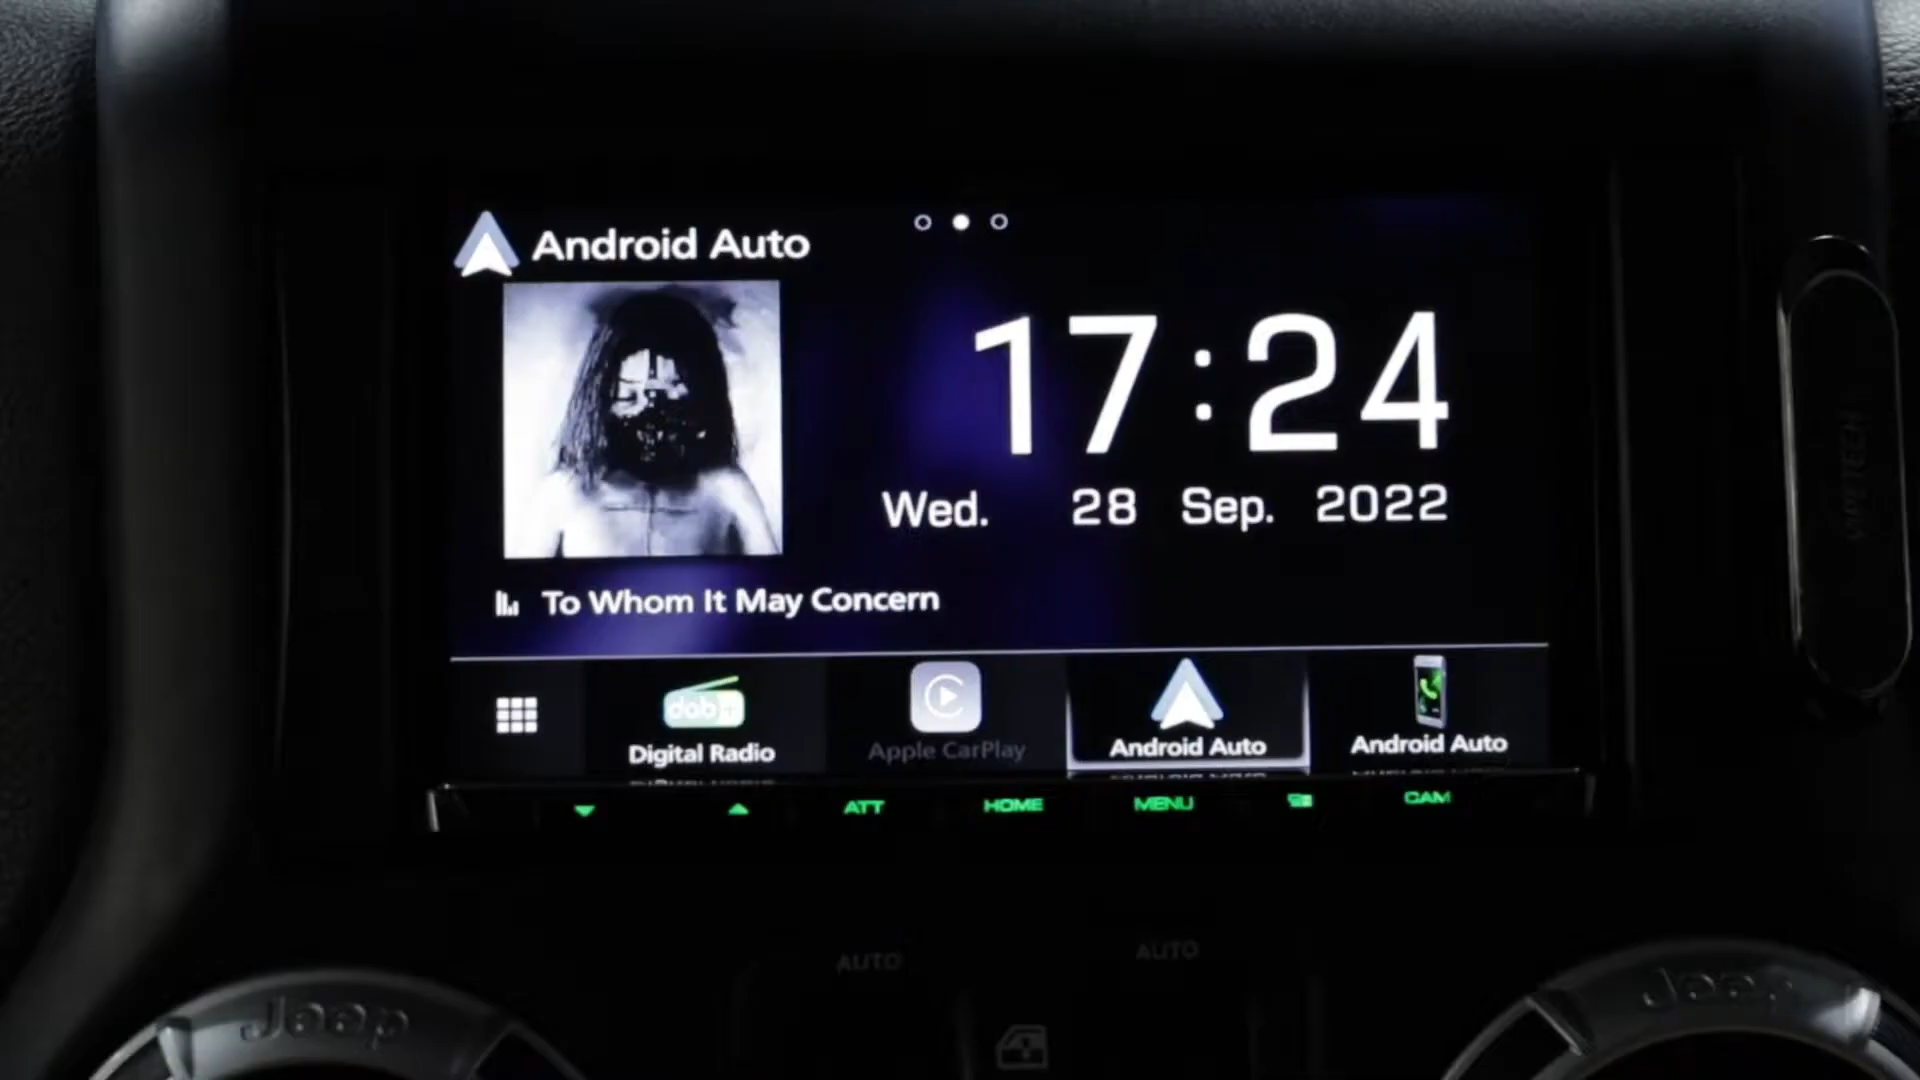 Android Auto
17:24
Wed. 28 Sep. 2022
To Whom It May Concern
dab+
Digital Radio
Apple CarPlay
Android Auto
Android Auto
ATT
HOME
MENU
CAM
AUTO
AUTO
Jeep
Jeep